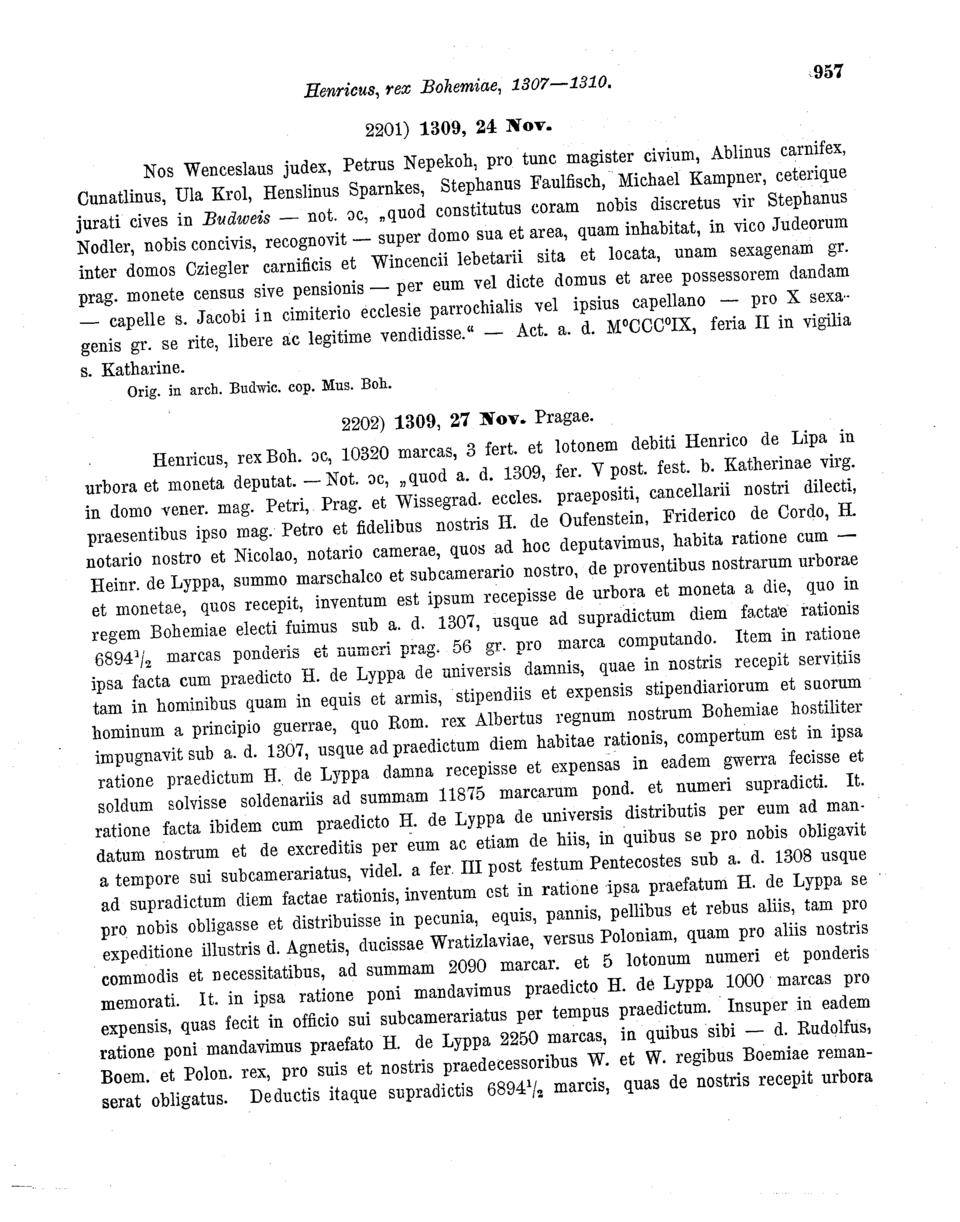 Henricus, rex Bohemiae, 1307—1310.
957
2201) 1309, 24 Nov.
Nos Wenceslaus judex, Petrus Nepekoh, pro tunc magister civium, Ablinus carnifex,
Cunatlinus, Ula Krol, Henslinus Sparnkes, Stephanus Faulfisch, Michael Kampner, ceterique
jurati cives in Budweis — not. ↄc, „quod constitutus coram nobis discretus vir Stephanus
Nodler, nobis concivis, recognovit — super domo sua et area, quam inhabitat, in vico Judeorum
inter domos Cziegler carnificis et Wincencii lebetarii sita et locata, unam sexagenam gr.
prag. monete census sive pensionis — per eum vel dicte domus et aree possessorem dandam
— capelle s. Jacobi in cimiterio ecclesie parrochialis vel ipsius capellano — pro X sexa-
genis gr. se rite, libere ac legitime vendidisse.“ — Act. a. d. M⁰CCC⁰IX, feria II in vigilia
s. Katharine.
Orig. in arch. Budwic. cop. Mus. Boh.
2202) 1309, 27 Nov. Pragae.
Henricus, rex Boh. ↄc, 10320 marcas, 3 fert. et lotonem debiti Henrico de Lipa in
urbora et moneta deputat. — Not. ↄc, „quod a. d. 1309, fer. V post. fest. b. Katherinae virg.
in domo vener. mag. Petri, Prag. et Wissegrad. eccles. praepositi, cancellarii nostri dilecti,
praesentibus ipso mag. Petro et fidelibus nostris H. de Oufenstein, Friderico de Cordo, H.
notario nostro et Nicolao, notario camerae, quos ad hoc deputavimus, habita ratione cum —
Heinr. de Lyppa, summo marschalco et subcamerario nostro, de proventibus nostrarum urborae
et monetae, quos recepit, inventum est ipsum recepisse de urbora et moneta a die, quo in
regem Bohemiae electi fuimus sub a. d. 1307, usque ad supradictum diem factae rationis
6894¹/₂ marcas ponderis et numeri prag. 56 gr. pro marca computando. Item in ratione
ipsa facta cum praedicto H. de Lyppa de universis damnis, quae in nostris recepit servitiis
tam in hominibus quam in equis et armis, stipendiis et expensis stipendiariorum et suorum
hominum a principio guerrae, quo Rom. rex Albertus regnum nostrum Bohemiae hostiliter
impugnavit sub a. d. 1307, usque ad praedictum diem habitae rationis, compertum est in ipsa
ratione praedictum H. de Lyppa damna recepisse et expensas in eadem gwerra fecisse et
soldum solvisse soldenariis ad summam 11875 marcarum pond. et numeri supradicti. It.
ratione facta ibidem cum praedicto H. de Lyppa de universis distributis per eum ad man-
datum nostrum et de excreditis per eum ac etiam de hiis, in quibus se pro nobis obligavit
a tempore sui subcamerariatus, videl. a fer. III post festum Pentecostes sub a. d. 1308 usque
ad supradictum diem factae rationis, inventum est in ratione ipsa praefatum H. de Lyppa se
pro nobis obligasse et distribuisse in pecunia, equis, pannis, pellibus et rebus aliis, tam pro
expeditione illustris d. Agnetis, ducissae Wratizlaviae, versus Poloniam, quam pro aliis nostris
commodis et necessitatibus, ad summam 2090 marcar. et 5 lotonum numeri et ponderis
memorati. It. in ipsa ratione poni mandavimus praedicto H. de Lyppa 1000 marcas pro
expensis, quas fecit in officio sui subcamerariatus per tempus praedictum. Insuper in eadem
ratione poni mandavimus praefato H. de Lyppa 2250 marcas, in quibus sibi — d. Rudolfus,
Boem. et Polon. rex, pro suis et nostris praedecessoribus W. et W. regibus Boemiae reman-
serat obligatus. Deductis itaque supradictis 6894¹/₂ marcis, quas de nostris recepit urbora